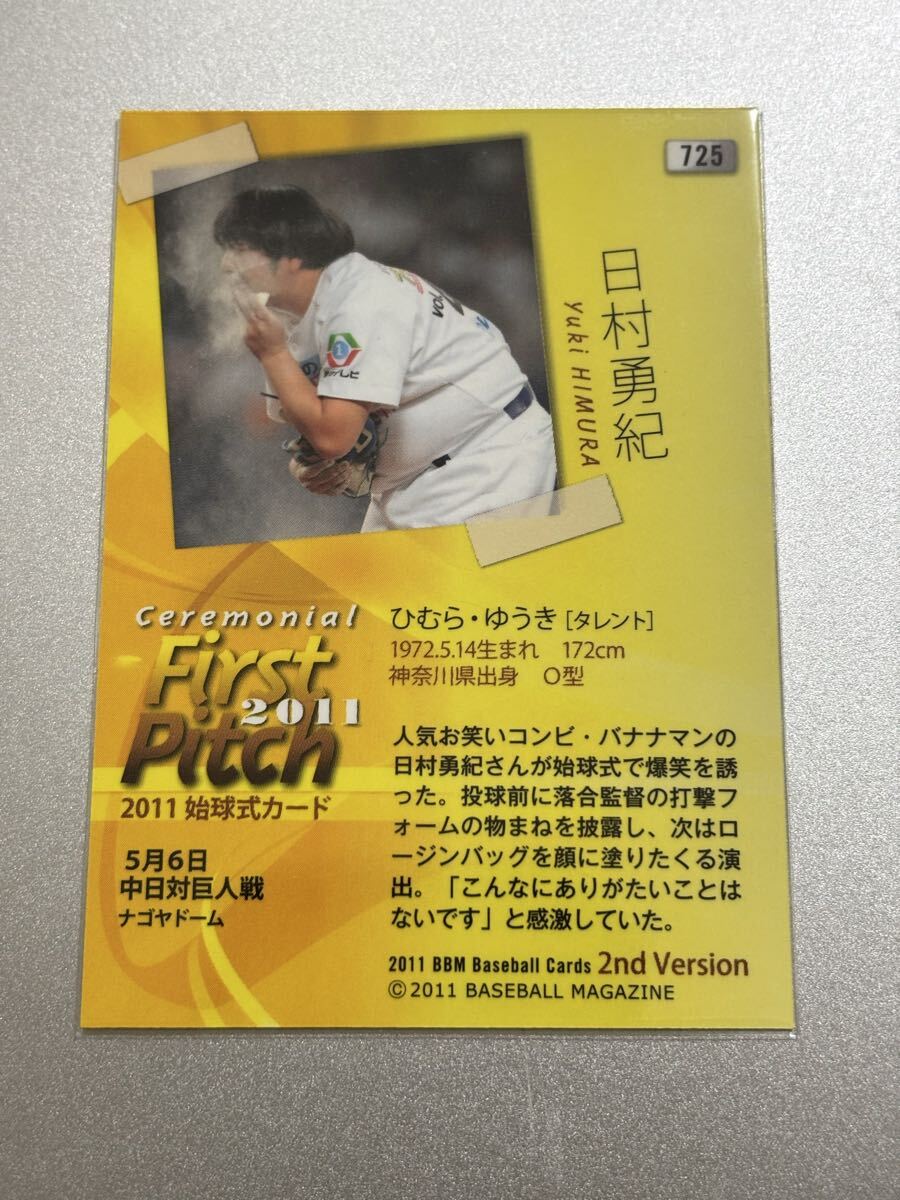 725
日村勇紀
Yuki HIMURA
1
Ceremonial
First
2011
Pitch
2011 始球式カード
5月6日
中日対巨人戦
ナゴヤドーム
ひむら・ゆうき [タレント]
1972.5.14生まれ 172cm
神奈川県出身 O型
人気お笑いコンビ・バナナマンの
日村勇紀さんが始球式で爆笑を誘
った。投球前に落合監督の打撃フ
ォームの物まねを披露し、次はロ
ージンバッグを顔に塗りたくる演
出。「こんなにありがたいことは
ないです」と感激していた。
2011 BBM Baseball Cards 2nd Version
©2011 BASEBALL MAGAZINE